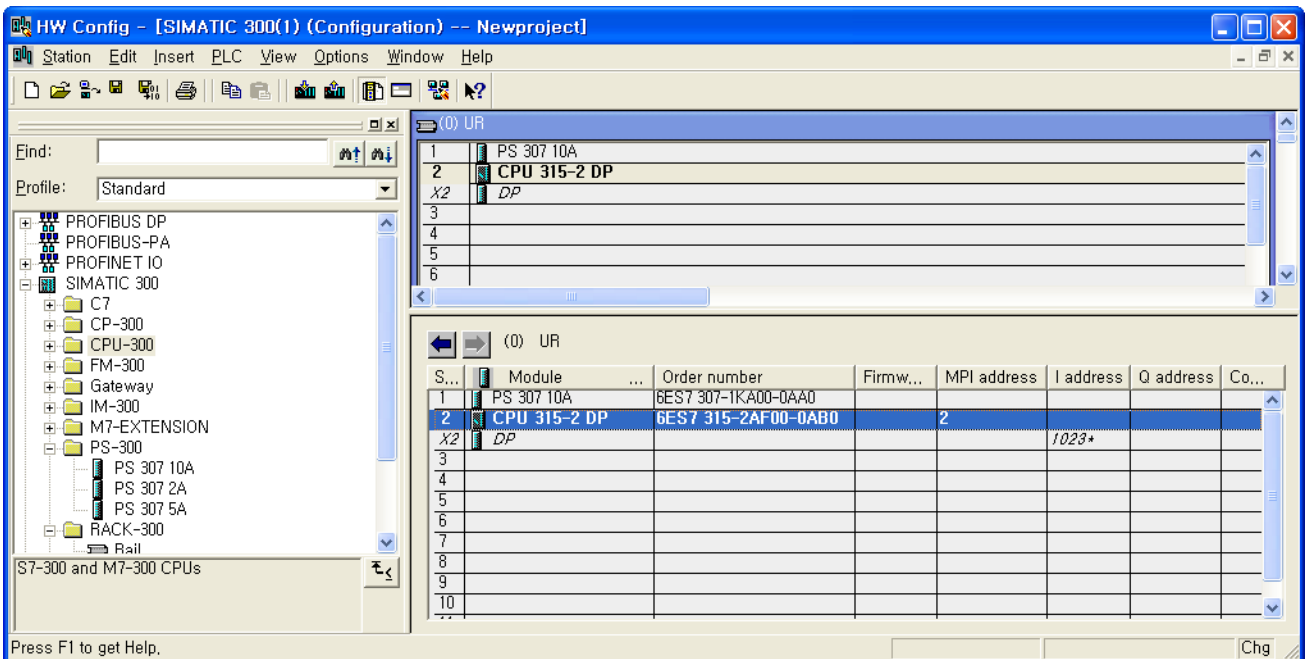 HW Config - [SIMATIC 300(1) (Configuration) -- Newproject]
Station Edit Insert PLC View Options Window Help
Find:
Profile: Standard
PROFIBUS DP
PROFIBUS-PA
PROFINET IO
SIMATIC 300
C7
CP-300
CPU-300
FM-300
Gateway
IM-300
M7-EXTENSION
PS-300
PS 307 10A
PS 307 2A
PS 307 5A
RACK-300
Rail
S7-300 and M7-300 CPUs
(0) UR
1 PS 307 10A
2 CPU 315-2 DP
X2 DP
3
4
5
6
(0) UR
S... Module ... Order number Firmw... MPI address I address Q address Co...
1 PS 307 10A 6ES7 307-1KA00-0AA0
2 CPU 315-2 DP 6ES7 315-2AF00-0AB0 2
X2 DP 1023*
3
4
5
6
7
8
9
10
11
Press F1 to get Help.
Chg